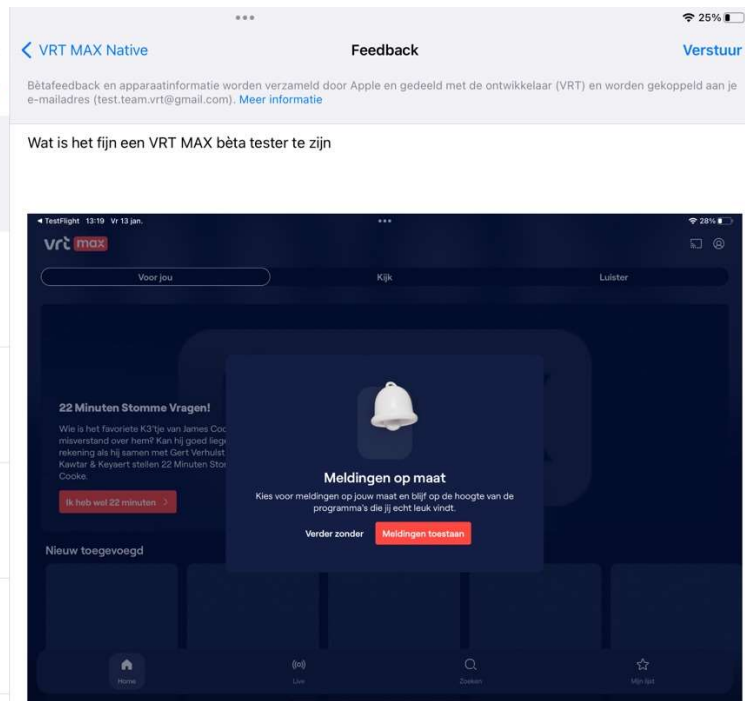 25%
VRT MAX Native
Feedback
Verstuur
Bètafeedback en apparaatinformatie worden verzameld door Apple en gedeeld met de ontwikkelaar (VRT) en worden gekoppeld aan je
e-mailadres (test.team.vrt@gmail.com). Meer informatie
Wat is het fijn een VRT MAX bèta tester te zijn
TestFlight 13:19 Vr 13 jan.
28%
vrt max
Voor jou
Kijk
Luister
22 Minuten Stomme Vragen!
Wie is het favoriete K3'tje van James Coo
misverstand over hem? Kan hij goed lieg
rekening als hij samen met Gert Verhulst
Kawtar & Keyaert stellen 22 Minuten Sto
Cooke.
Ik heb wel 22 minuten
Meldingen op maat
Kies voor meldingen op jouw maat en blijf op de hoogte van de
programma's die jij echt leuk vindt.
Verder zonder
Meldingen toestaan
Nieuw toegevoegd
Home
Live
Zoeken
Mijn lijst